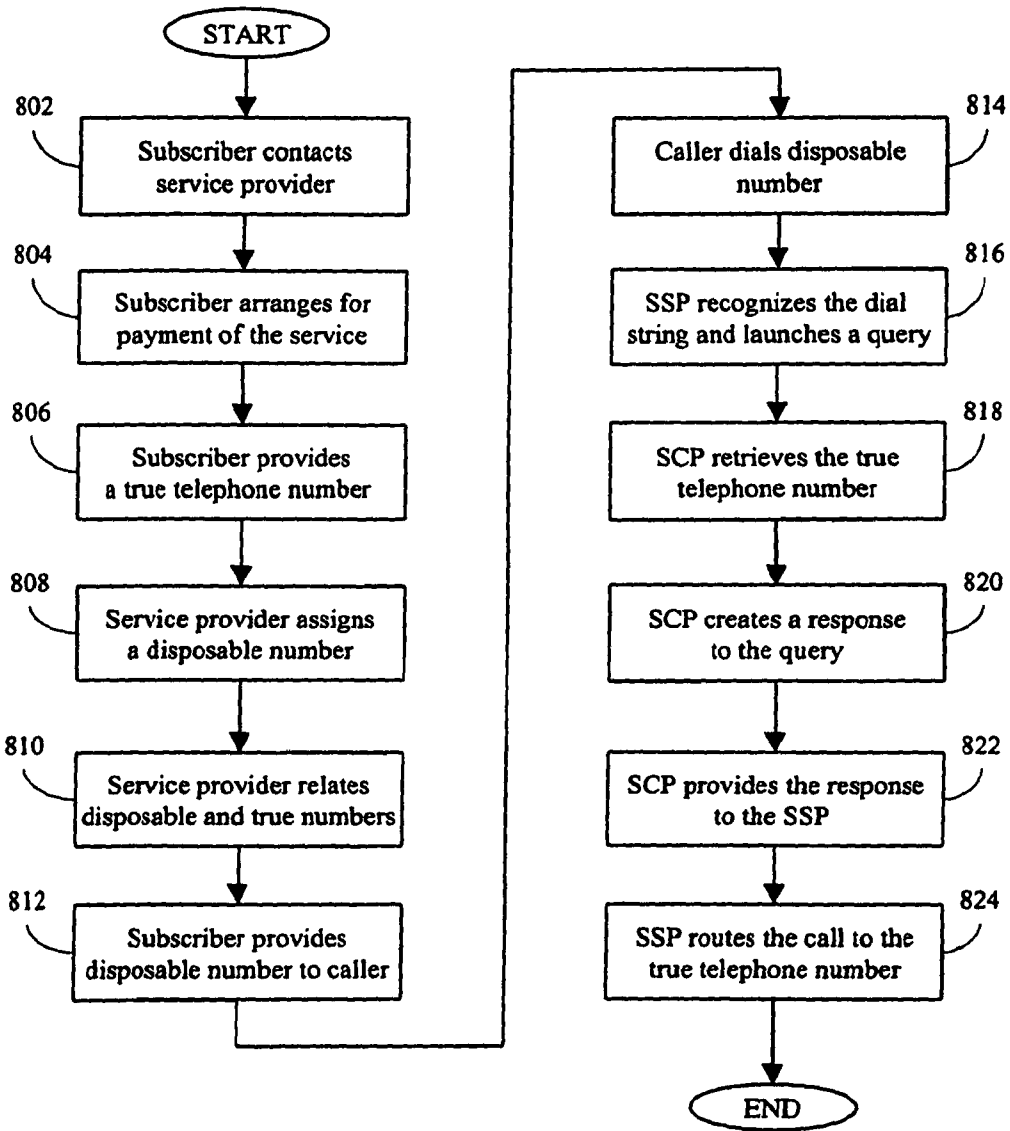 START
802
Subscriber contacts
service provider
804
Subscriber arranges for
payment of the service
806
Subscriber provides
a true telephone number
808
Service provider assigns
a disposable number
810
Service provider relates
disposable and true numbers
812
Subscriber provides
disposable number to caller
814
Caller dials disposable
number
816
SSP recognizes the dial
string and launches a query
818
SCP retrieves the true
telephone number
820
SCP creates a response
to the query
822
SCP provides the response
to the SSP
824
SSP routes the call to the
true telephone number
END